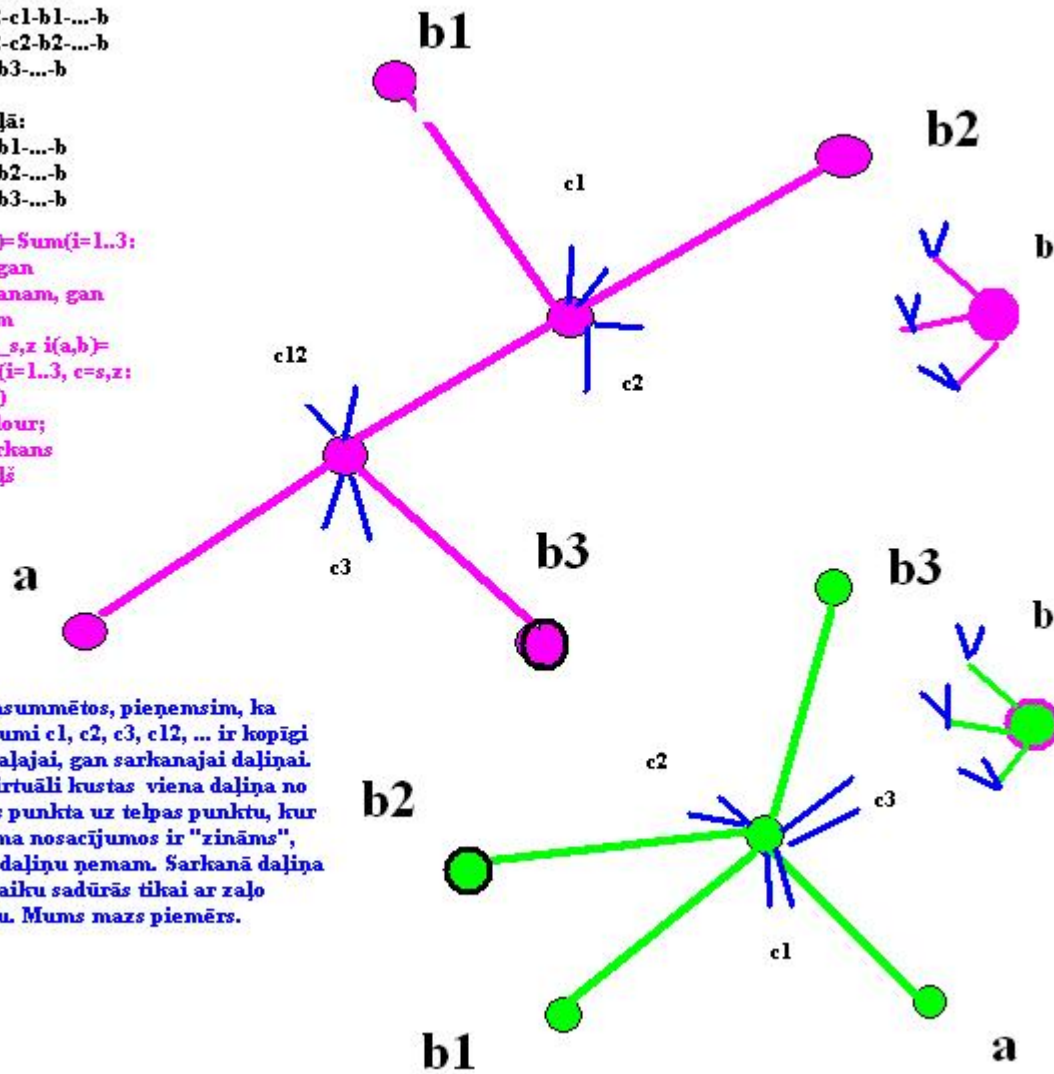 -c1-b1-...-b
-c2-b2-...-b
b3-...-b
ļā:
b1-...-b
b2-...-b
b3-...-b
)=Sum(i=1..3:
gan
anam, gan
m
_s,z i(a,b)=
(i=1..3, c=s,z:
)
lour;
rkans
ļš
b1
b2
c1
b
c12
c2
a
c3
b3
b3
b
asummētos, pieņemsim, ka
umi c1, c2, c3, c12, ... ir kopīgi
aļajai, gan sarkanajai daļiņai.
irtuāli kustas viena daļiņa no
s punkta uz telpas punktu, kur
ma nosacījumos ir "zināms",
daļiņu ņemam. Sarkanā daļiņa
aiku sadūrās tikai ar zaļo
u. Mums mazs piemērs.
c2
b2
c3
c1
b1
a